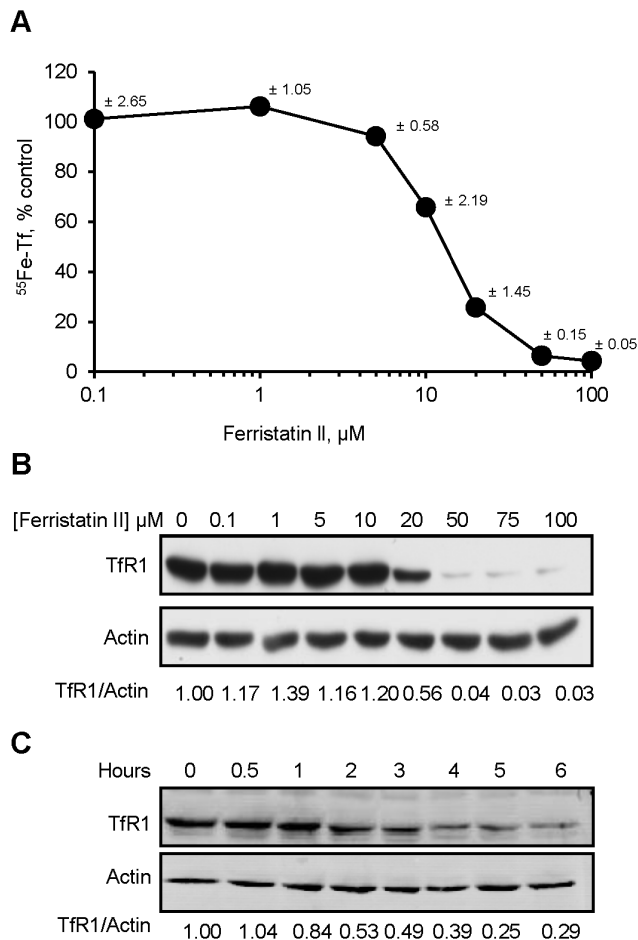 A
120
100
80
60
40
20
0
⁵⁵Fe-Tf, % control
± 2.65
± 1.05
± 0.58
± 2.19
± 1.45
± 0.15
± 0.05
0.1 1 10 100
Ferristatin II, µM
B
[Ferristatin II] µM 0 0.1 1 5 10 20 50 75 100
TfR1
Actin
TfR1/Actin 1.00 1.17 1.39 1.16 1.20 0.56 0.04 0.03 0.03
C
Hours 0 0.5 1 2 3 4 5 6
TfR1
Actin
TfR1/Actin 1.00 1.04 0.84 0.53 0.49 0.39 0.25 0.29